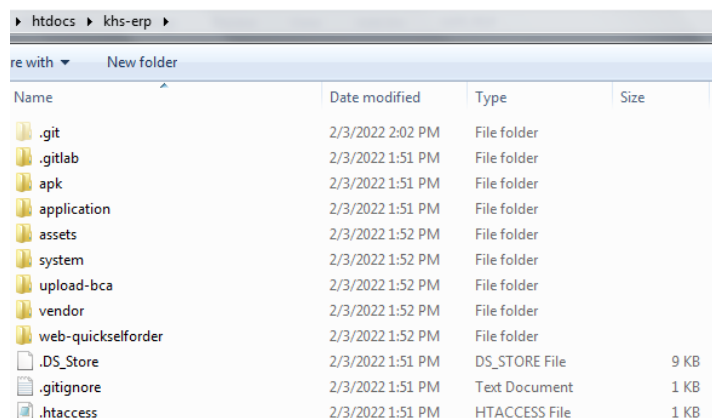 htdocs khs-erp
re with New folder
Name Date modified Type Size
.git 2/3/2022 2:02 PM File folder
.gitlab 2/3/2022 1:51 PM File folder
apk 2/3/2022 1:51 PM File folder
application 2/3/2022 1:51 PM File folder
assets 2/3/2022 1:52 PM File folder
system 2/3/2022 1:52 PM File folder
upload-bca 2/3/2022 1:52 PM File folder
vendor 2/3/2022 1:52 PM File folder
web-quickselforder 2/3/2022 1:52 PM File folder
.DS_Store 2/3/2022 1:51 PM DS_STORE File 9 KB
.gitignore 2/3/2022 1:51 PM Text Document 1 KB
.htaccess 2/3/2022 1:51 PM HTACCESS File 1 KB